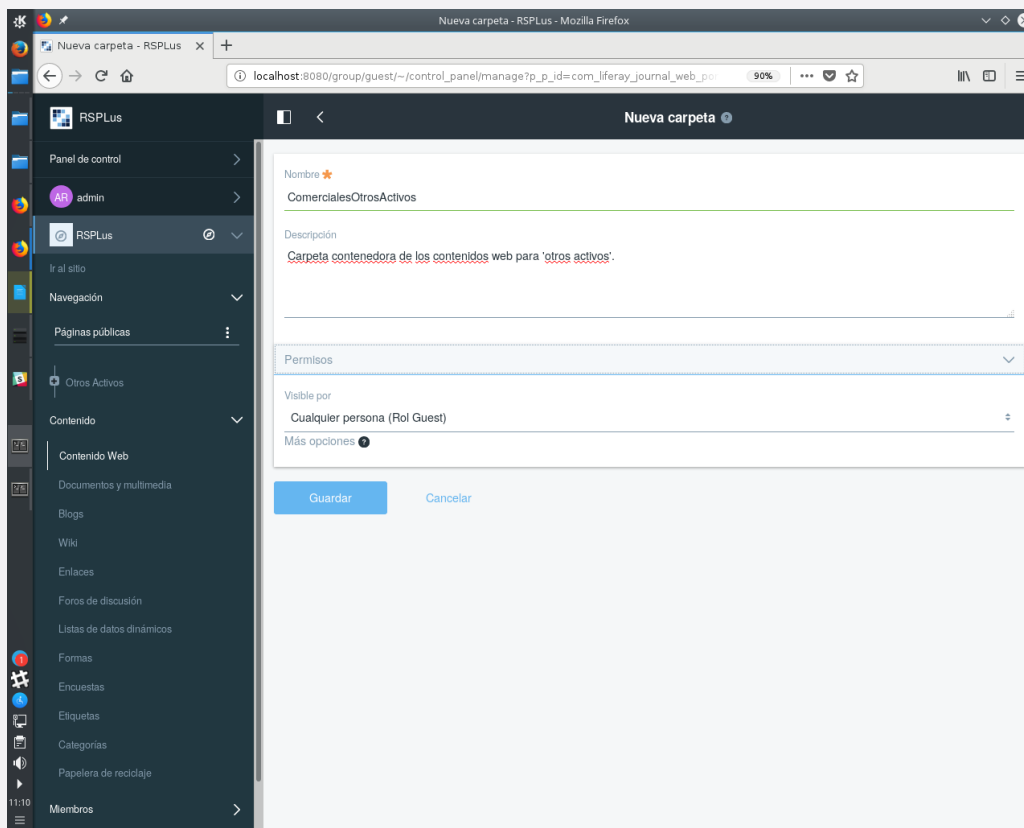 Nueva carpeta - RSPLus - Mozilla Firefox
Nueva carpeta - RSPLus
localhost:8080/group/guest/~/control_panel/manage?p_p_id=com_liferay_journal_web_po
90%
RSPLus
Nueva carpeta
Panel de control
AR admin
RSPLus
Ir al sitio
Navegación
Páginas públicas
Otros Activos
Contenido
Contenido Web
Documentos y multimedia
Blogs
Wiki
Enlaces
Foros de discusión
Listas de datos dinámicos
Formas
Encuestas
Etiquetas
Categorías
Papelera de reciclaje
Miembros
Nombre
ComercialesOtrosActivos
Descripción
Carpeta contenedora de los contenidos web para 'otros activos'.
Permisos
Visible por
Cualquier persona (Rol Guest)
Más opciones
Guardar
Cancelar
1
11:10